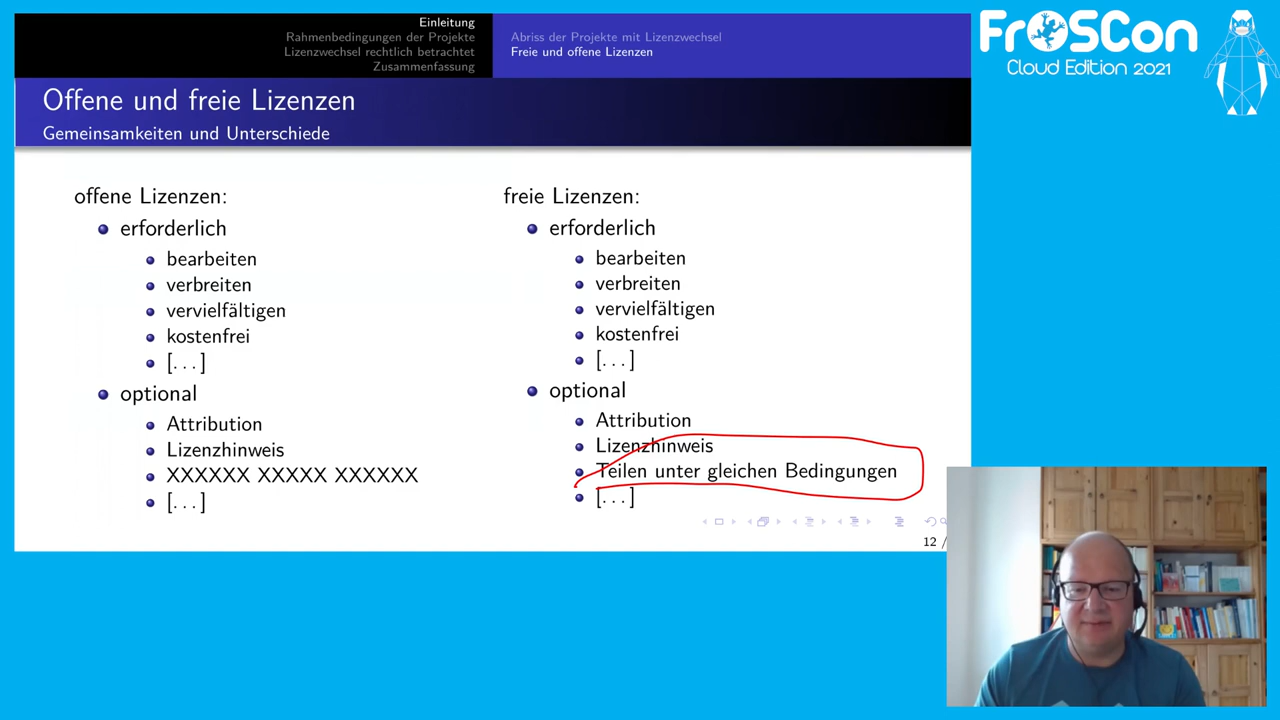 Einleitung
Rahmenbedingungen der Projekte
Lizenzwechsel rechtlich betrachtet
Zusammenfassung
Abriss der Projekte mit Lizenzwechsel
Freie und offene Lizenzen
FrOSCon
Cloud Edition 2021
Offene und freie Lizenzen
Gemeinsamkeiten und Unterschiede
offene Lizenzen:
erforderlich
bearbeiten
verbreiten
vervielfältigen
kostenfrei
[...]
optional
Attribution
Lizenzhinweis
XXXXXX XXXXX XXXXXX
[...]
freie Lizenzen:
erforderlich
bearbeiten
verbreiten
vervielfältigen
kostenfrei
[...]
optional
Attribution
Lizenzhinweis
Teilen unter gleichen Bedingungen
[...]
12 /